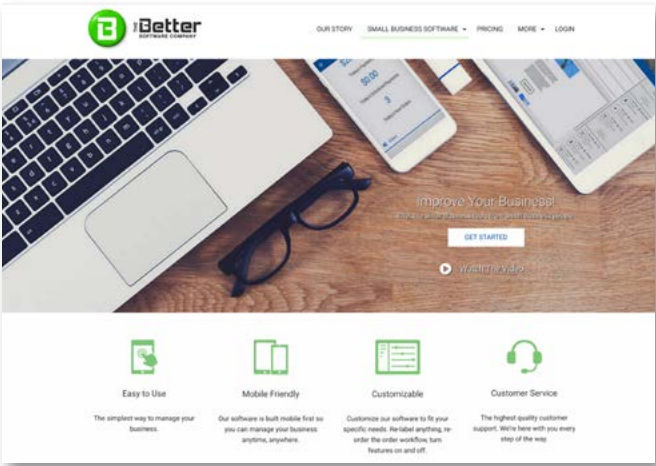 THE Better
SOFTWARE COMPANY
OUR STORY SMALL BUSINESS SOFTWARE PRICING MORE LOGIN
$0.00
3
Improve Your Business!
GET STARTED
Watch The Video
Easy to Use
Mobile Friendly
Customizable
Customer Service
The simplest way to manage your
business.
Our software is built mobile first so
you can manage your business
anytime, anywhere.
Customize our software to fit your
specific needs. Re-label anything, re-
order the order workflow, turn
features on and off.
The highest quality customer
support. We're here with you every
step of the way.